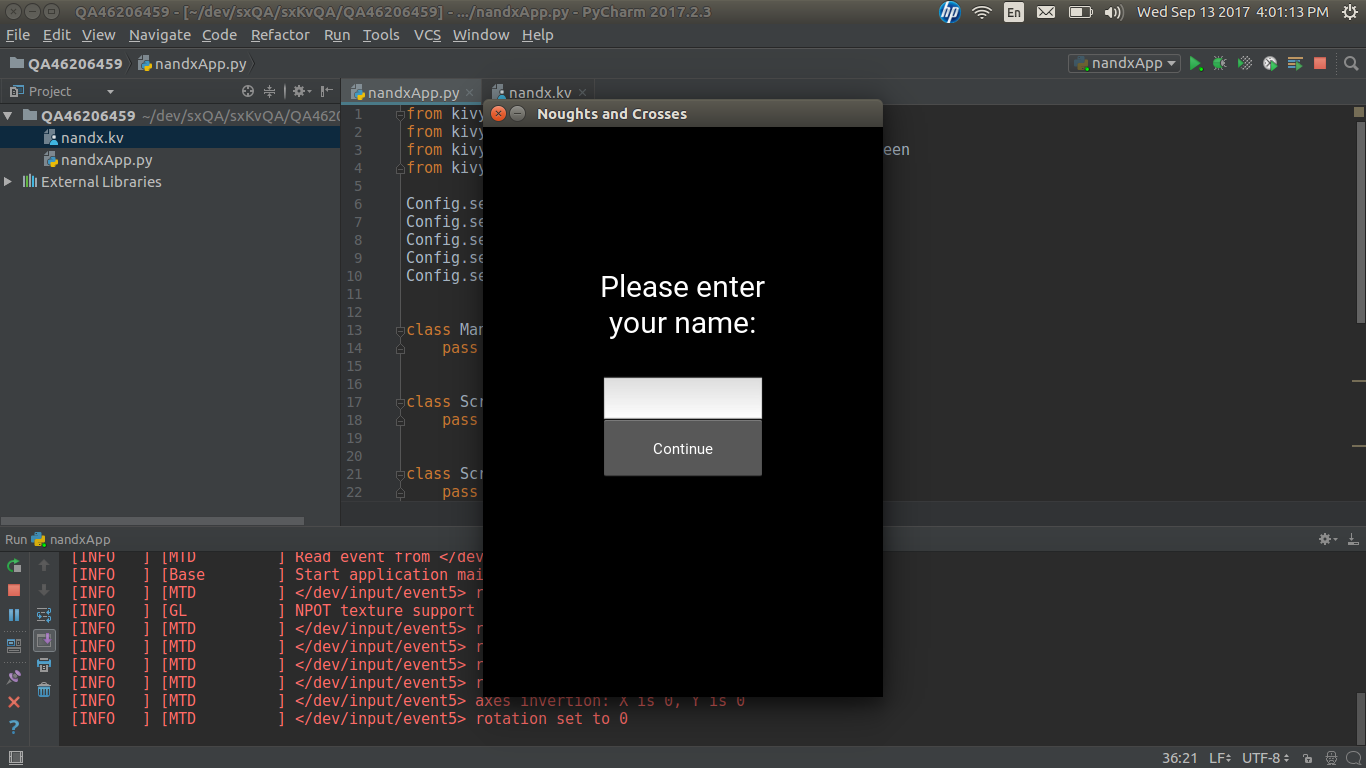 QA46206459 - [~/dev/sxQA/sxKvQA/QA46206459] - .../nandxApp.py - PyCharm 2017.2.3
hp
En
Wed Sep 13 2017 4:01:13 PM
File Edit View Navigate Code Refactor Run Tools VCS Window Help
QA46206459
nandxApp.py
nandxApp
Project
nandxApp.py
nandx.kv
QA46206459 ~/dev/sxQA/sxKvQA/QA4620
nandx.kv
nandxApp.py
External Libraries
1 from kivy
2 from kivy
3 from kivy een
4 from kivy
5
6 Config.se
7 Config.se
8 Config.se
9 Config.se
10 Config.se
11
12
13 class Man
14 pass
15
16
17 class Scr
18 pass
19
20
21 class Scr
22 pass
Noughts and Crosses
Please enter
your name:
Continue
Run nandxApp
[INFO ] [MTD ] Read event from </dev
[INFO ] [Base ] Start application mai
[INFO ] [MTD ] </dev/input/event5> r
[INFO ] [GL ] NPOT texture support
[INFO ] [MTD ] </dev/input/event5> r
[INFO ] [MTD ] </dev/input/event5> r
[INFO ] [MTD ] </dev/input/event5> r
[INFO ] [MTD ] </dev/input/event5> r
[INFO ] [MTD ] </dev/input/event5> axes invertion: X is 0, Y is 0
[INFO ] [MTD ] </dev/input/event5> rotation set to 0
36:21 LF UTF-8